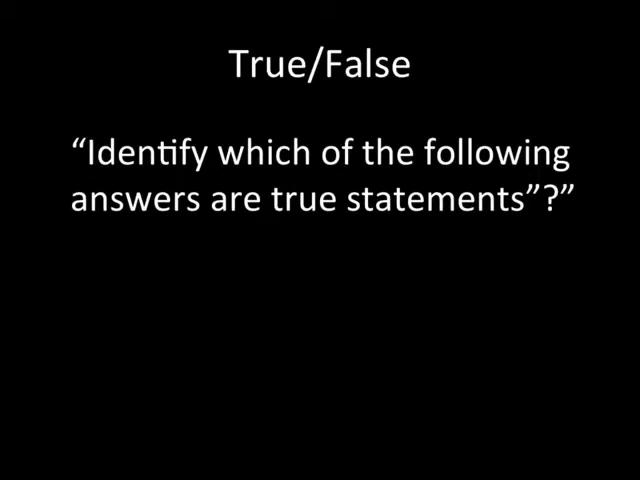 True/False
“Identify which of the following
answers are true statements”?”